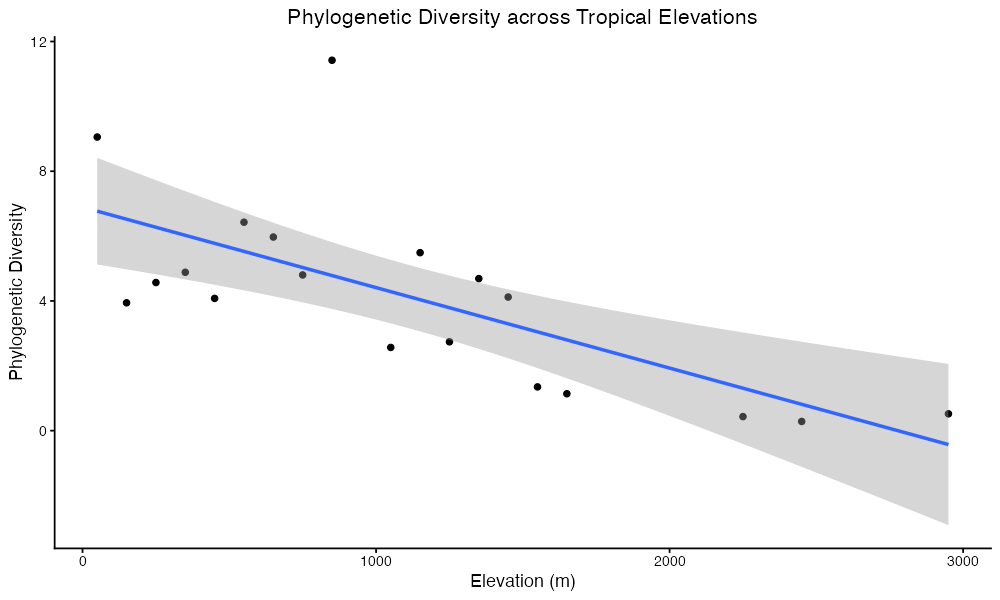 Phylogenetic Diversity across Tropical Elevations
12
8
4
0
Phylogenetic Diversity
0 1000 2000 3000
Elevation (m)